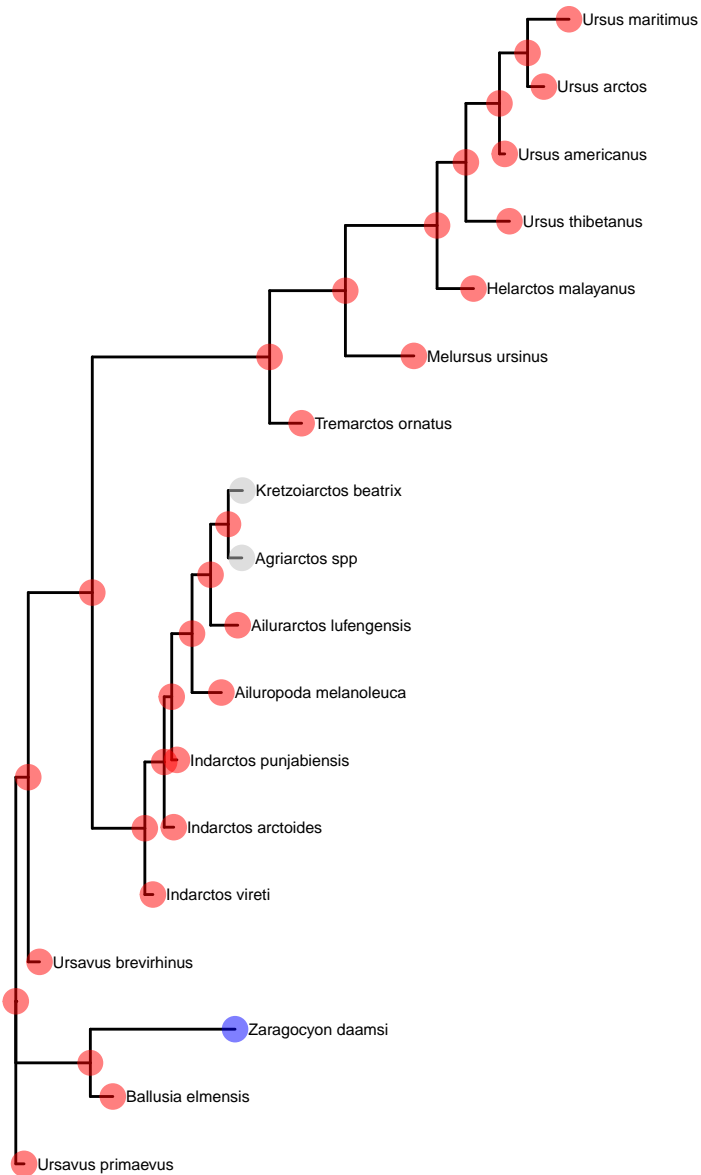 Ursus maritimus
Ursus arctos
Ursus americanus
Ursus thibetanus
Helarctos malayanus
Melursus ursinus
Tremarctos ornatus
Kretzoiarctos beatrix
Agriarctos spp
Ailurarctos lufengensis
Ailuropoda melanoleuca
Indarctos punjabiensis
Indarctos arctoides
Indarctos vireti
Ursavus brevirhinus
Zaragocyon daamsi
Ballusia elmensis
Ursavus primaevus